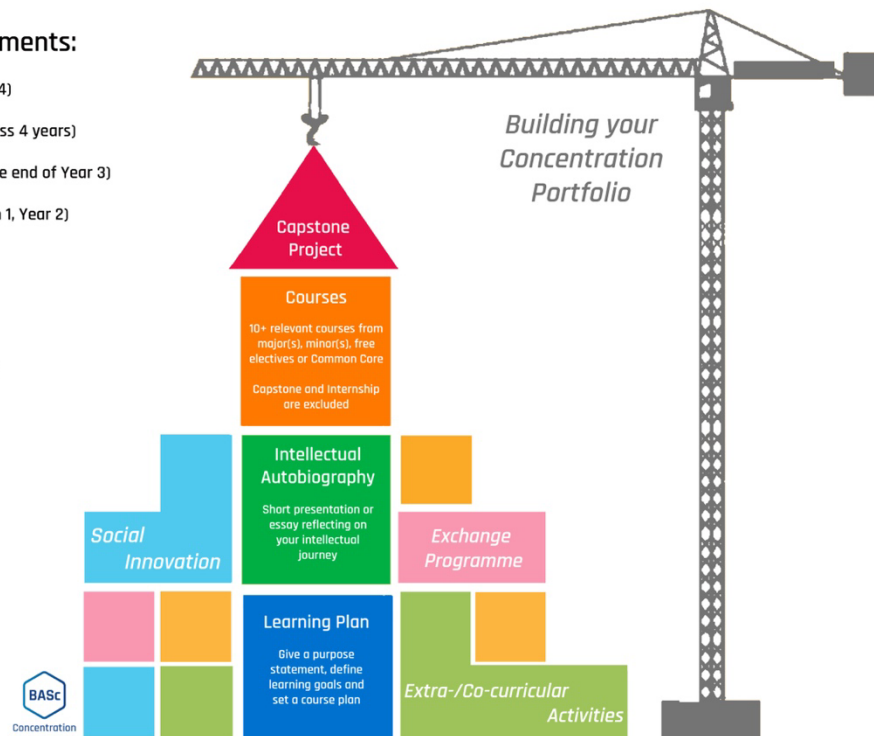 ments:
4)
ss 4 years)
e end of Year 3)
1, Year 2)
Building your
Concentration
Portfolio
Capstone
Project
Courses
10+ relevant courses from
major(s), minor(s), free
electives or Common Core
Capstone and Internship
are excluded
Intellectual
Autobiography
Short presentation or
essay reflecting on
your intellectual
journey
Social
Innovation
Exchange
Programme
Learning Plan
Give a purpose
statement, define
learning goals and
set a course plan
Extra-/Co-curricular
Activities
BASc
Concentration